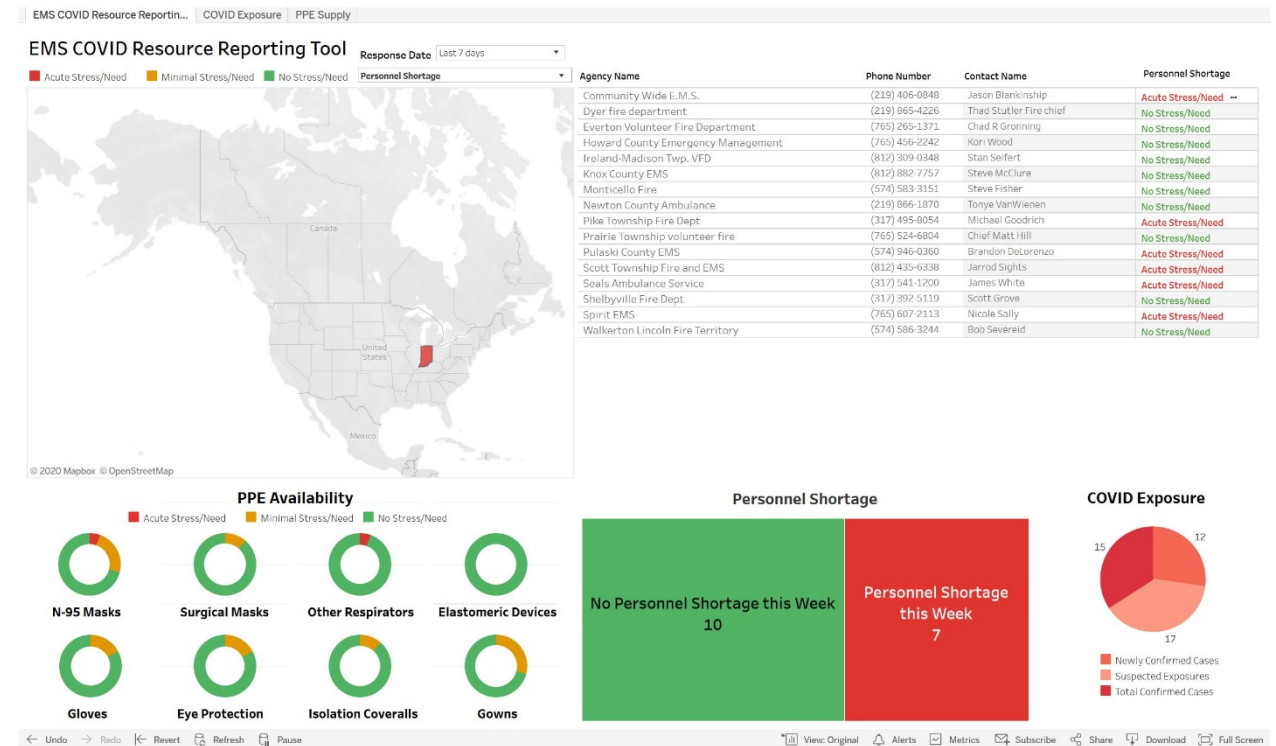 EMS COVID Resource Reportin... COVID Exposure PPE Supply
EMS COVID Resource Reporting Tool Response Date Last 7 days
Acute Stress/Need Minimal Stress/Need No Stress/Need Personnel Shortage
Agency Name Phone Number Contact Name Personnel Shortage
Community Wide E.M.S. (219) 406-0848 Jason Blankinship Acute Stress/Need
Dyer fire department (219) 865-4226 Thad Stutler Fire chief No Stress/Need
Everton Volunteer Fire Department (765) 265-1371 Chad R Gronning No Stress/Need
Howard County Emergency Management (765) 456-2242 Kori Wood No Stress/Need
Ireland-Madison Twp. VFD (812) 309-0348 Stan Seifert No Stress/Need
Knox County EMS (812) 882-7757 Steve McClure No Stress/Need
Monticello Fire (574) 583-3151 Steve Fisher No Stress/Need
Newton County Ambulance (219) 866-1870 Tonye VanWienen No Stress/Need
Pike Township Fire Dept (317) 495-8054 Michael Goodrich Acute Stress/Need
Prairie Township volunteer fire (765) 524-6804 Chief Matt Hill No Stress/Need
Pulaski County EMS (574) 946-0360 Brandon DeLorenzo Acute Stress/Need
Scott Township Fire and EMS (812) 435-6338 Jarrod Sights Acute Stress/Need
Seals Ambulance Service (317) 541-1200 James White Acute Stress/Need
Shelbyville Fire Dept (317) 392-5119 Scott Grove No Stress/Need
Spirit EMS (765) 607-2113 Nicole Sally Acute Stress/Need
Walkerton Lincoln Fire Territory (574) 586-3244 Bob Severeid No Stress/Need
Canada
United
States
Mexico
© 2020 Mapbox © OpenStreetMap
PPE Availability
Acute Stress/Need Minimal Stress/Need No Stress/Need
N-95 Masks Surgical Masks Other Respirators Elastomeric Devices
Gloves Eye Protection Isolation Coveralls Gowns
Personnel Shortage
No Personnel Shortage this Week
10
Personnel Shortage
this Week
7
COVID Exposure
15
12
17
Newly Confirmed Cases
Suspected Exposures
Total Confirmed Cases
Undo Redo Revert Refresh Pause View: Original Alerts Metrics Subscribe Share Download Full Screen